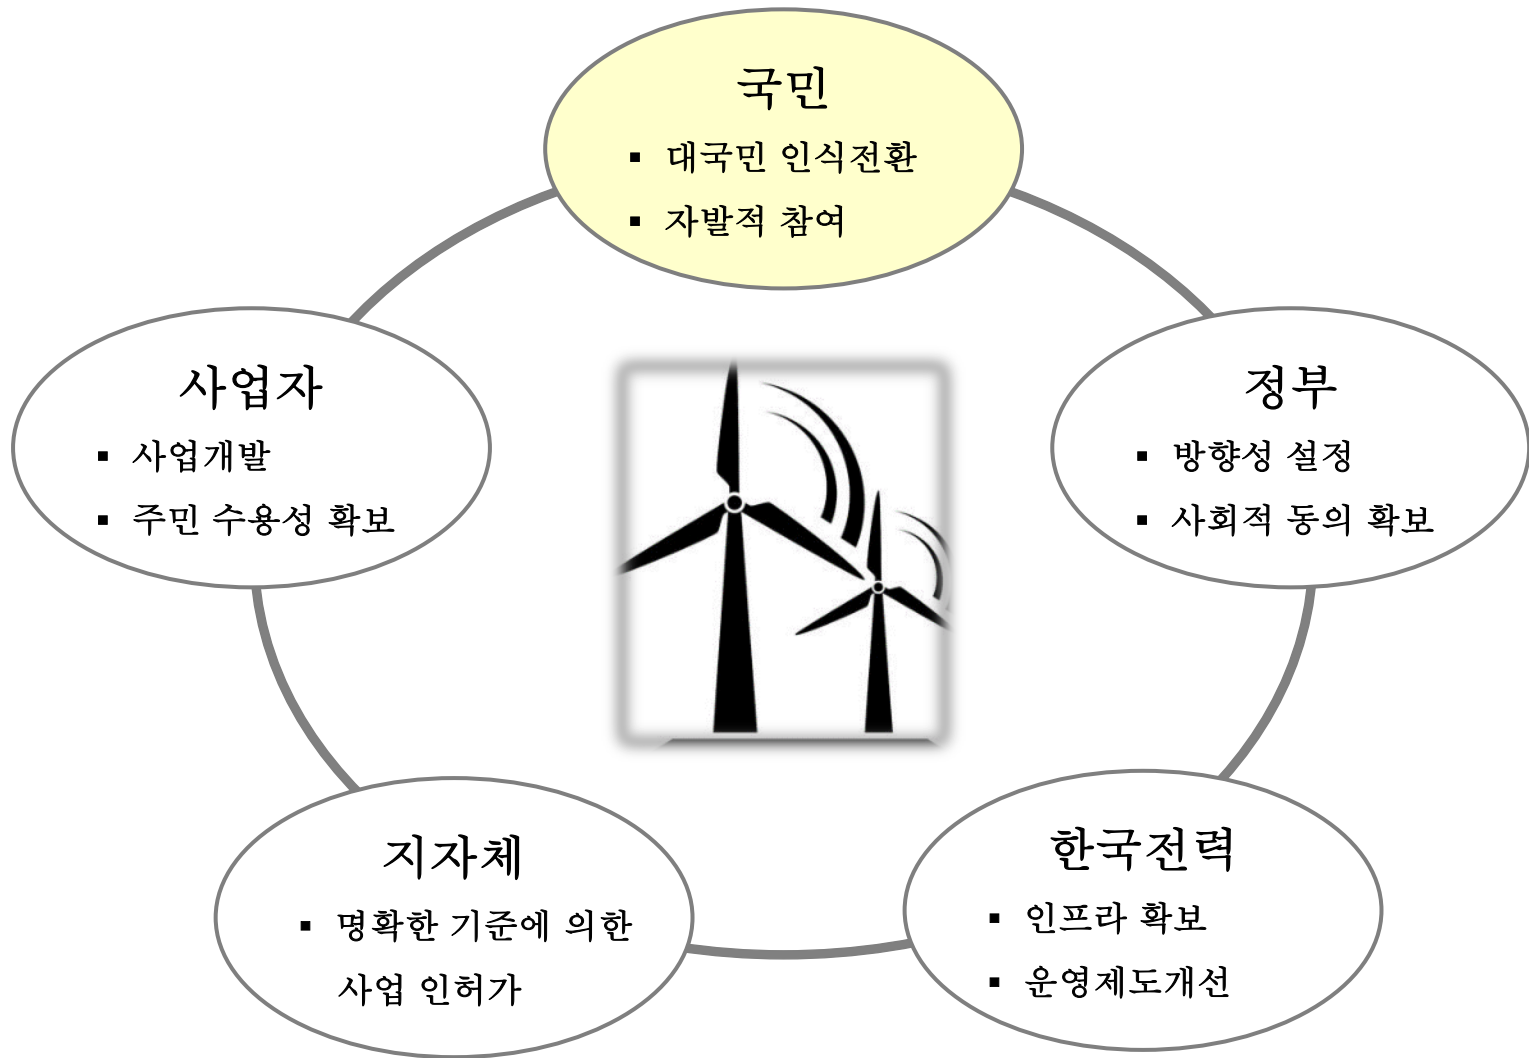 국민
▪ 대국민 인식전환
▪ 자발적 참여
사업자
▪ 사업개발
▪ 주민 수용성 확보
정부
▪ 방향성 설정
▪ 사회적 동의 확보
지자체
▪ 명확한 기준에 의한
사업 인허가
한국전력
▪ 인프라 확보
▪ 운영제도개선